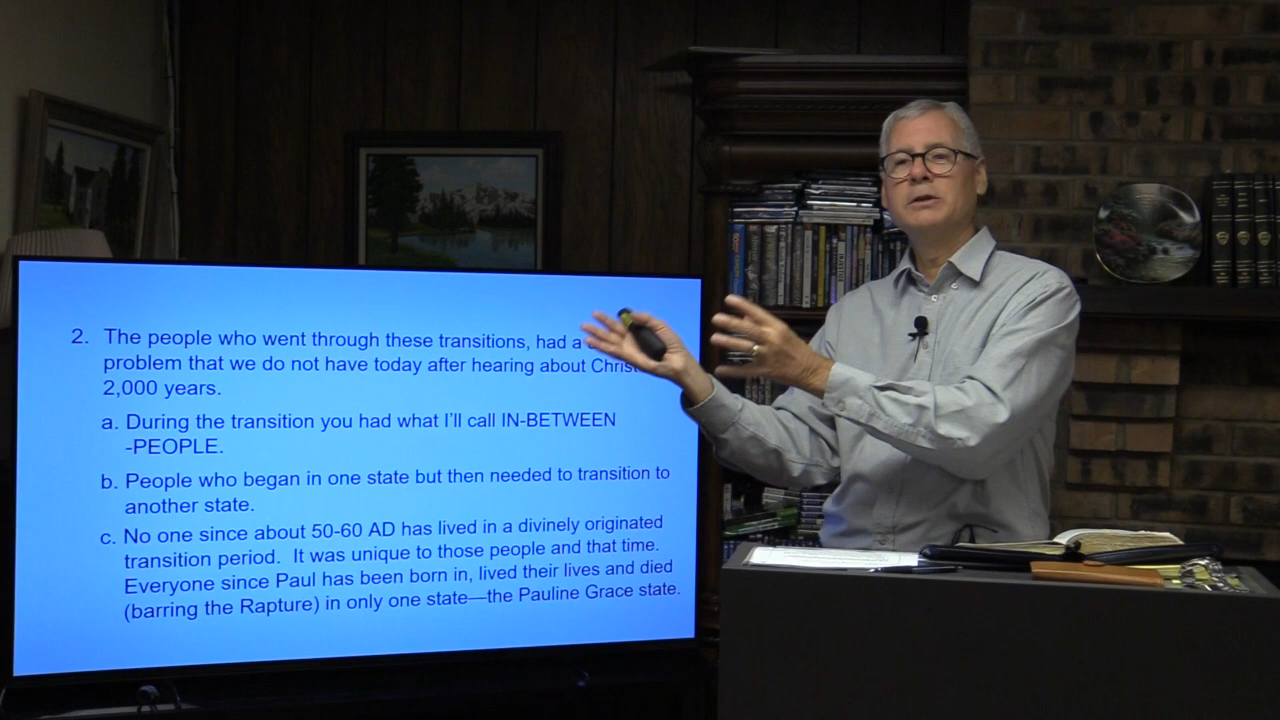 2. The people who went through these transitions, had a
problem that we do not have today after hearing about Christ
2,000 years.
a. During the transition you had what I'll call IN-BETWEEN
-PEOPLE.
b. People who began in one state but then needed to transition to
another state.
c. No one since about 50-60 AD has lived in a divinely originated
transition period. It was unique to those people and that time.
Everyone since Paul has been born in, lived their lives and died
(barring the Rapture) in only one state—the Pauline Grace state.